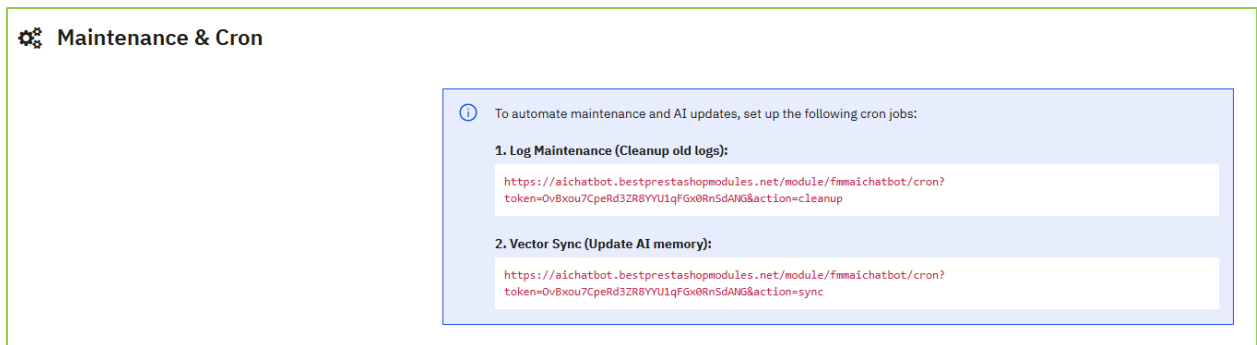 Maintenance & Cron
To automate maintenance and AI updates, set up the following cron jobs:
1. Log Maintenance (Cleanup old logs):
https://aichatbot.bestprestashopmodules.net/module/fmmaichatbot/cron?
token=OvBxou7CpeRd3ZR8YYU1qFGx0RnSdANG&action=cleanup
2. Vector Sync (Update AI memory):
https://aichatbot.bestprestashopmodules.net/module/fmmaichatbot/cron?
token=OvBxou7CpeRd3ZR8YYU1qFGx0RnSdANG&action=sync